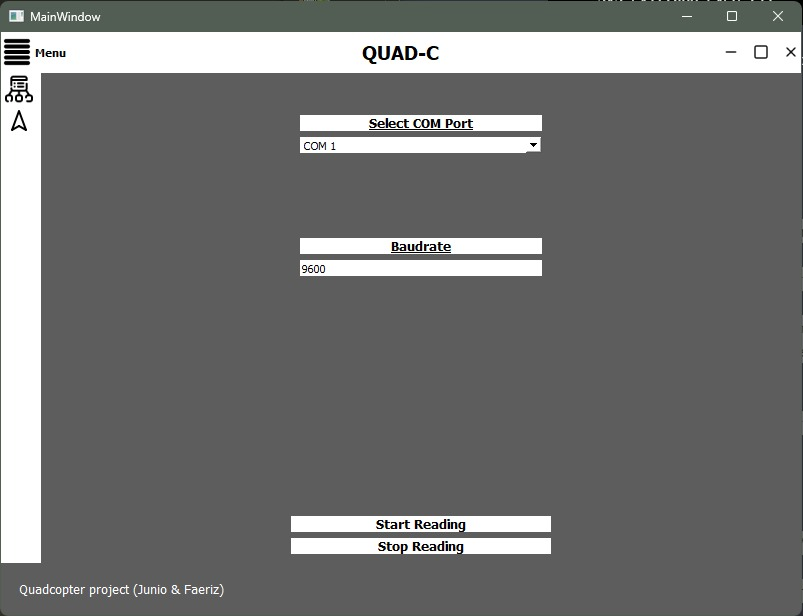 MainWindow
Menu
QUAD-C
Select COM Port
COM 1
Baudrate
9600
Start Reading
Stop Reading
Quadcopter project (Junio & Faeriz)